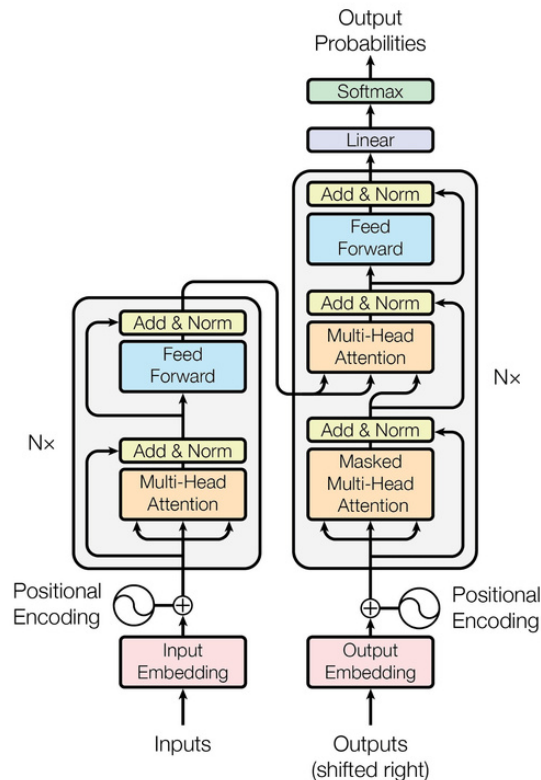 Output
Probabilities
Softmax
Linear
Add & Norm
Feed
Forward
Add & Norm
Multi-Head
Attention
Add & Norm
Masked
Multi-Head
Attention
N×
Add & Norm
Feed
Forward
Add & Norm
Multi-Head
Attention
N×
Positional
Encoding
Positional
Encoding
Input
Embedding
Output
Embedding
Inputs
Outputs
(shifted right)